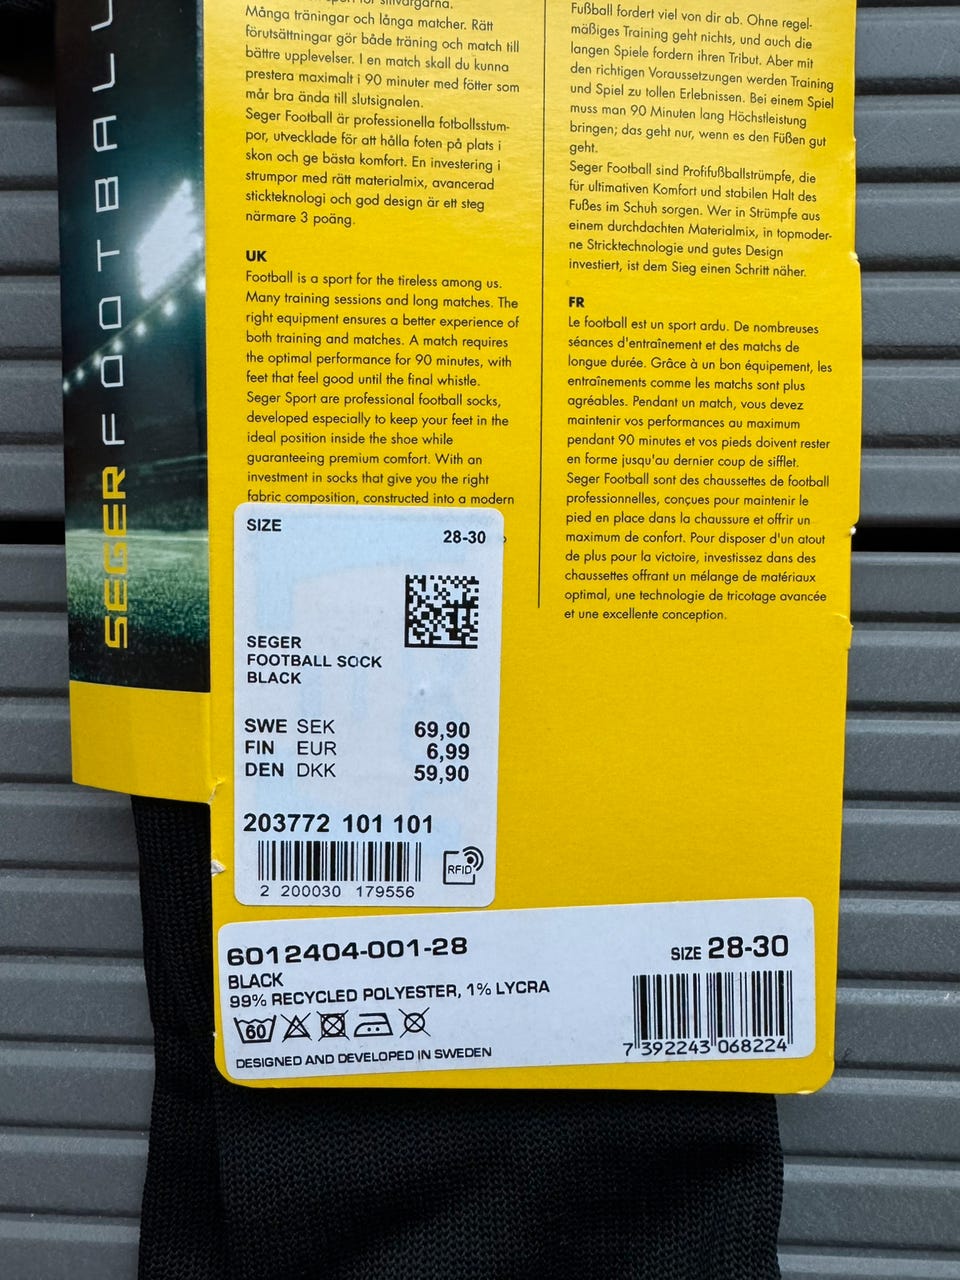 SEGERFOOTBALL
sport för slitvargarna.
Många träningar och långa matcher. Rätt
förutsättningar gör både träning och match till
bättre upplevelser. I en match skall du kunna
prestera maximalt i 90 minuter med fötter som
mår bra ända till slutsignalen.
Seger Football är professionella fotbollsstum-
por, utvecklade för att hålla foten på plats i
skon och ge bästa komfort. En investering i
strumpor med rätt materialmix, avancerad
stickteknologi och god design är ett steg
närmare 3 poäng.
UK
Football is a sport for the tireless among us.
Many training sessions and long matches. The
right equipment ensures a better experience of
both training and matches. A match requires
the optimal performance for 90 minutes, with
feet that feel good until the final whistle.
Seger Sport are professional football socks,
developed especially to keep your feet in the
ideal position inside the shoe while
guaranteeing premium comfort. With an
investment in socks that give you the right
fabric composition, constructed into a modern
Fußball fordert viel von dir ab. Ohne regel-
mäßiges Training geht nichts, und auch die
langen Spiele fordern ihren Tribut. Aber mit
den richtigen Voraussetzungen werden Training
und Spiel zu tollen Erlebnissen. Bei einem Spiel
muss man 90 Minuten lang Höchstleistung
bringen; das geht nur, wenn es den Füßen gut
geht.
Seger Football sind Profifußballstrümpfe, die
für ultimativen Komfort und stabilen Halt des
Fußes im Schuh sorgen. Wer in Strümpfe aus
einem durchdachten Materialmix, in topmoder-
ne Stricktechnologie und gutes Design
investiert, ist dem Sieg einen Schritt näher.
FR
Le football est un sport ardu. De nombreuses
séances d'entraînement et des matchs de
longue durée. Grâce à un bon équipement, les
entraînements comme les matchs sont plus
agréables. Pendant un match, vous devez
maintenir vos performances au maximum
pendant 90 minutes et vos pieds doivent rester
en forme jusqu'au dernier coup de sifflet.
Seger Football sont des chaussettes de football
professionnelles, conçues pour maintenir le
pied en place dans la chaussure et offrir un
maximum de confort. Pour disposer d'un atout
de plus pour la victoire, investissez dans des
chaussettes offrant un mélange de matériaux
optimal, une technologie de tricotage avancée
et une excellente conception.
SIZE
28-30
SEGER
FOOTBALL SOCK
BLACK
SWE SEK 69,90
FIN EUR 6,99
DEN DKK 59,90
203772 101 101
RFID
2 200030 179556
6012404-001-28
BLACK
99% RECYCLED POLYESTER, 1% LYCRA
60
DESIGNED AND DEVELOPED IN SWEDEN
SIZE 28-30
7 392243 068224